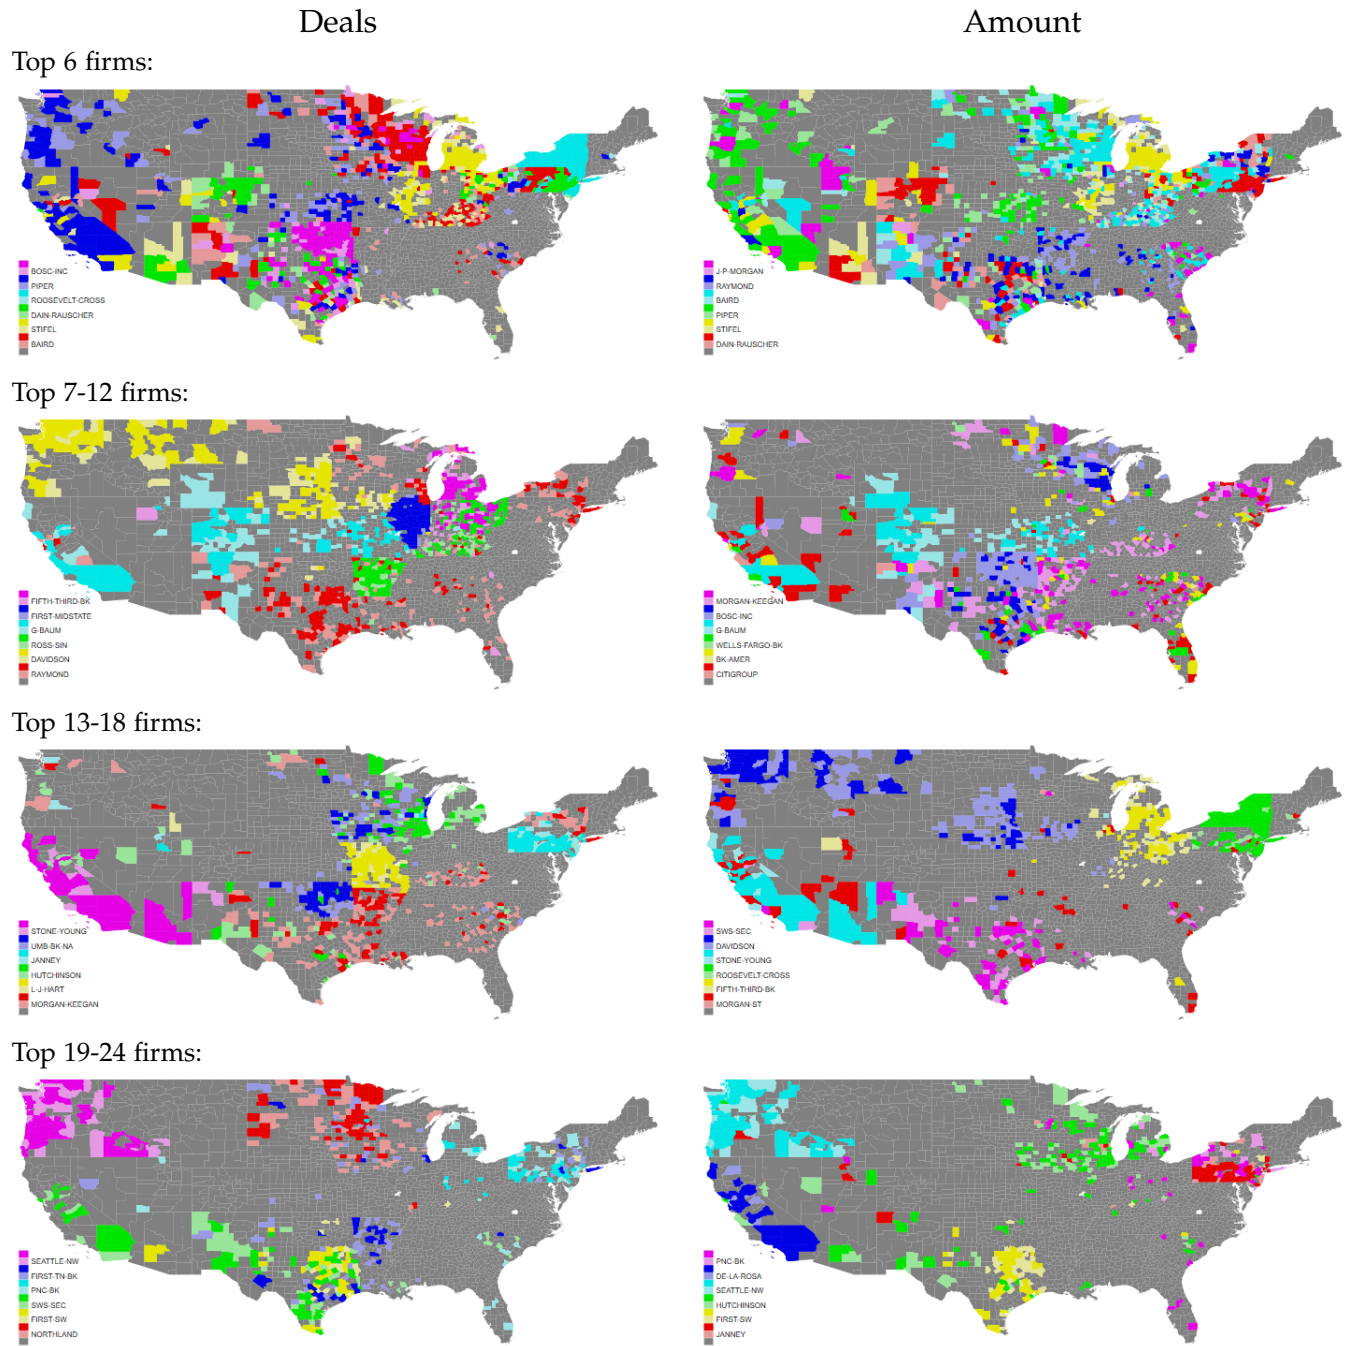 Deals
Amount
Top 6 firms:
BOSC-INC
PIPER
ROOSEVELT-CROSS
DAIN-RAUSCHER
STIFEL
BAIRD
J-P-MORGAN
RAYMOND
BAIRD
PIPER
STIFEL
DAIN-RAUSCHER
Top 7-12 firms:
FIFTH-THIRD-BK
FIRST-MIDSTATE
G-BAUM
ROSS-SIN
DAVIDSON
RAYMOND
MORGAN-KEEGAN
BOSC-INC
G-BAUM
WELLS-FARGO-BK
BK-AMER
CITIGROUP
Top 13-18 firms:
STONE-YOUNG
UMB-BK-NA
JANNEY
HUTCHINSON
L-J-HART
MORGAN-KEEGAN
SWS-SEC
DAVIDSON
STONE-YOUNG
ROOSEVELT-CROSS
FIFTH-THIRD-BK
MORGAN-ST
Top 19-24 firms:
SEATTLE-NW
FIRST-TN-BK
PNC-BK
SWS-SEC
FIRST-SW
NORTHLAND
PNC-BK
DE-LA-ROSA
SEATTLE-NW
HUTCHINSON
FIRST-SW
JANNEY